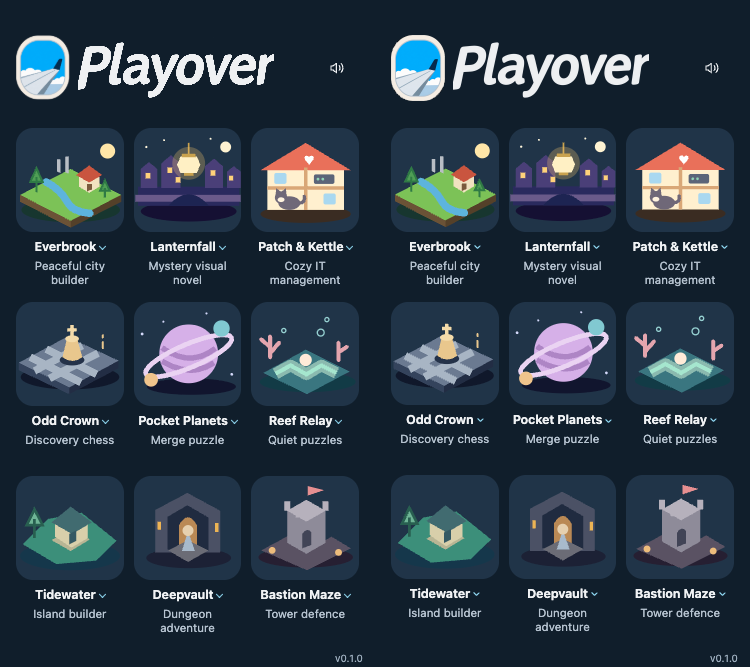 Playover
Everbrook
Peaceful city
builder
Lanternfall
Mystery visual
novel
Patch & Kettle
Cozy IT
management
Odd Crown
Discovery chess
Pocket Planets
Merge puzzle
Reef Relay
Quiet puzzles
Tidewater
Island builder
Deepvault
Dungeon
adventure
Bastion Maze
Tower defence
v0.1.0
Playover
Everbrook
Peaceful city
builder
Lanternfall
Mystery visual
novel
Patch & Kettle
Cozy IT
management
Odd Crown
Discovery chess
Pocket Planets
Merge puzzle
Reef Relay
Quiet puzzles
Tidewater
Island builder
Deepvault
Dungeon
adventure
Bastion Maze
Tower defence
v0.1.0